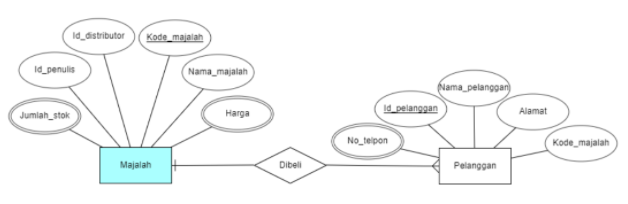 Id_distributor
Kode_majalah
Id_penulis
Nama_majalah
Jumlah_stok
Harga
Nama_pelanggan
Id_pelanggan
Alamat
No_telpon
Kode_majalah
Majalah
Dibeli
Pelanggan